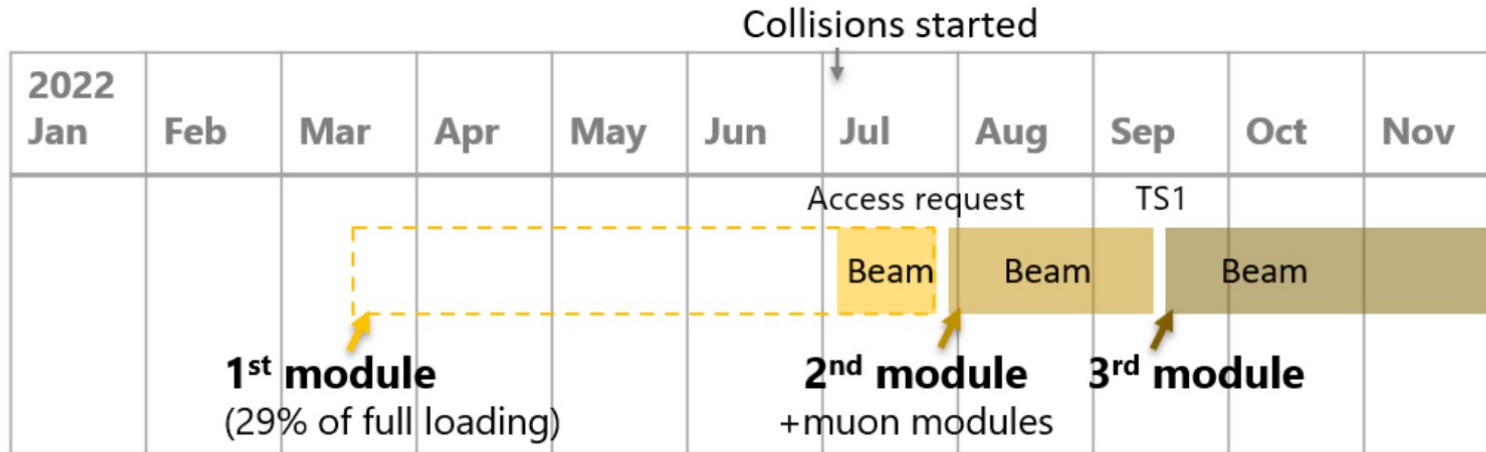 Collisions started
2022
Jan Feb Mar Apr May Jun Jul Aug Sep Oct Nov
Access request TS1
Beam Beam Beam
1st module 2nd module 3rd module
(29% of full loading) +muon modules